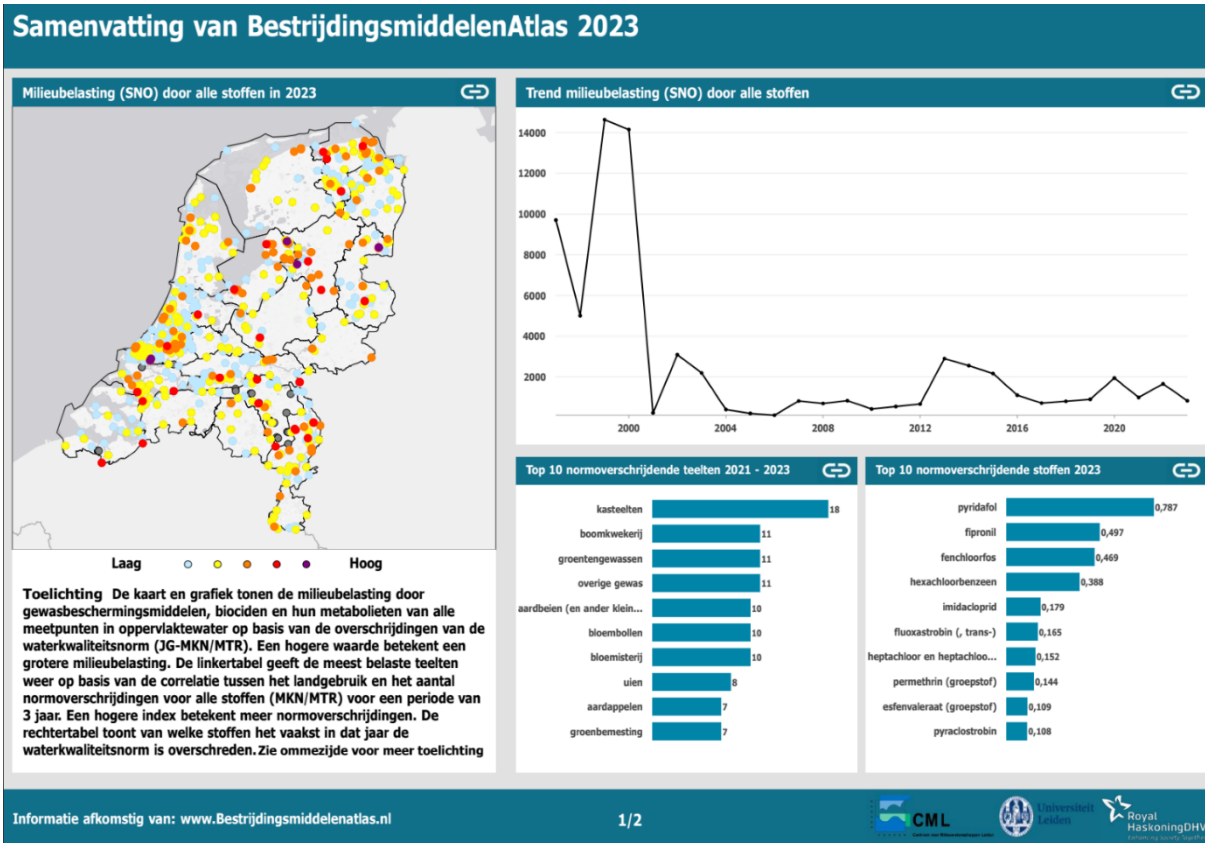 Samenvatting van BestrijdingsmiddelenAtlas 2023
Milieubelasting (SNO) door alle stoffen in 2023
Laag
Hoog
Toelichting De kaart en grafiek tonen de milieubelasting door
gewasbeschermingsmiddelen, biociden en hun metabolieten van alle
meetpunten in oppervlaktewater op basis van de overschrijdingen van de
waterkwaliteitsnorm (JG-MKN/MTR). Een hogere waarde betekent een
grotere milieubelasting. De linkertabel geeft de meest belaste teelten
weer op basis van de correlatie tussen het landgebruik en het aantal
normoverschrijdingen voor alle stoffen (MKN/MTR) voor een periode van
3 jaar. Een hogere index betekent meer normoverschrijdingen. De
rechtertabel toont van welke stoffen het vaakst in dat jaar de
waterkwaliteitsnorm is overschreden. Zie ommezijde voor meer toelichting
Trend milieubelasting (SNO) door alle stoffen
14000
12000
10000
8000
6000
4000
2000
2000 2004 2008 2012 2016 2020
Top 10 normoverschrijdende teelten 2021 - 2023
kasteelten 18
boomkwekerij 11
groentengewassen 11
overige gewas 11
aardbeien (en ander klein... 10
bloembollen 10
bloemisterij 10
uien 8
aardappelen 7
groenbemesting 7
Top 10 normoverschrijdende stoffen 2023
pyridafol 0,787
fipronil 0,497
fenchloorfos 0,469
hexachloorbenzeen 0,388
imidacloprid 0,179
fluoxastrobin (, trans-) 0,165
heptachloor en heptachloo... 0,152
permethrin (groepstof) 0,144
esfenvaleraat (groepstof) 0,109
pyraclostrobin 0,108
Informatie afkomstig van: www.Bestrijdingsmiddelenatlas.nl
1/2
CML
Universiteit
Leiden
Royal
HaskoningDHV